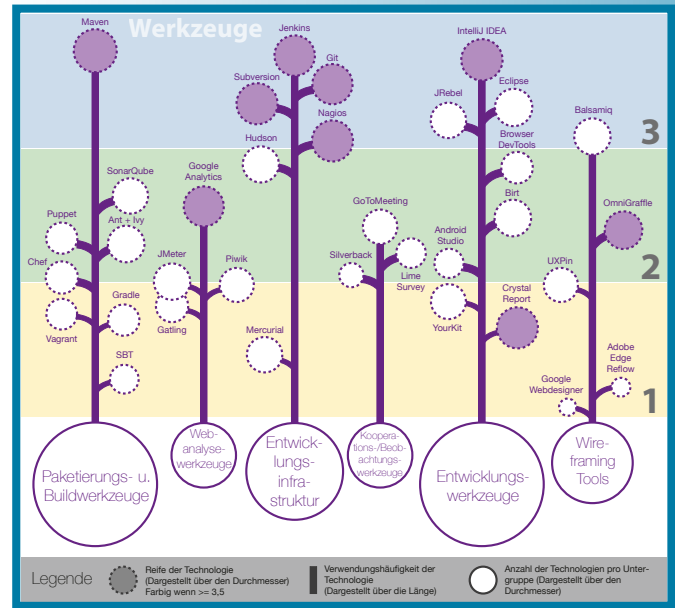 Werkzeuge
Maven
SonarQube
Puppet
Ant + Ivy
Chef
Vagrant
Gradle
SBT
Paketierungs- u.
Buildwerkzeuge
Google
Analytics
JMeter
Piwik
Gatling
Web-
analyse-
werkzeuge
Jenkins
Git
Subversion
Nagios
Hudson
Mercurial
Entwick-
lungs-
infra-
struktur
GoToMeeting
Silverback
Lime
Survey
Koopera-
tions-/Beob-
achtungs-
werkzeuge
IntelliJ IDEA
Eclipse
JRebel
Browser
DevTools
Birt
Android
Studio
YourKit
Crystal
Report
Entwicklungs-
werkzeuge
Balsamiq
OmniGraffle
UXPin
Adobe
Edge
Reflow
Google
Webdesigner
Wire-
framing
Tools
3
2
1
Legende
Reife der Technologie
(Dargestellt über den Durchmesser)
Farbig wenn >= 3,5
Verwendungshäufigkeit der
Technologie
(Dargestellt über die Länge)
Anzahl der Technologien pro Unter-
gruppe (Dargestellt über den
Durchmesser)